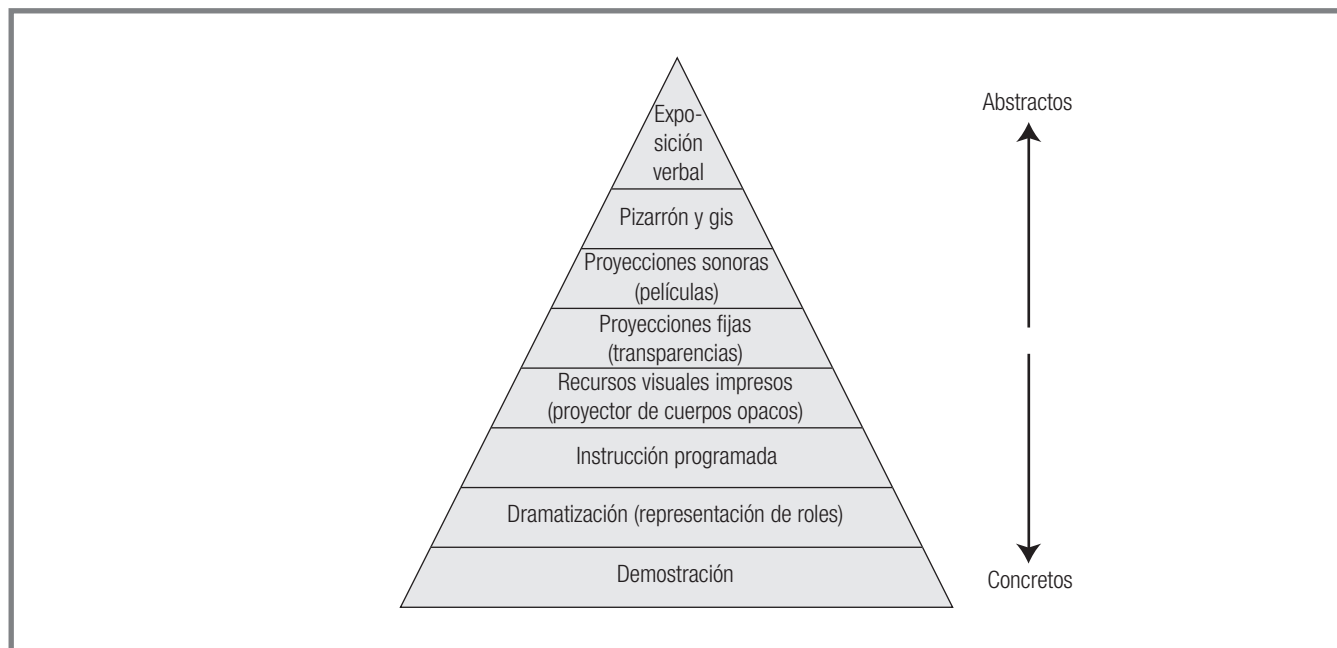 Abstractos
Expo-
sición
verbal
Pizarrón y gis
Proyecciones sonoras
(películas)
Proyecciones fijas
(transparencias)
Recursos visuales impresos
(proyector de cuerpos opacos)
Instrucción programada
Dramatización (representación de roles)
Demostración
Concretos